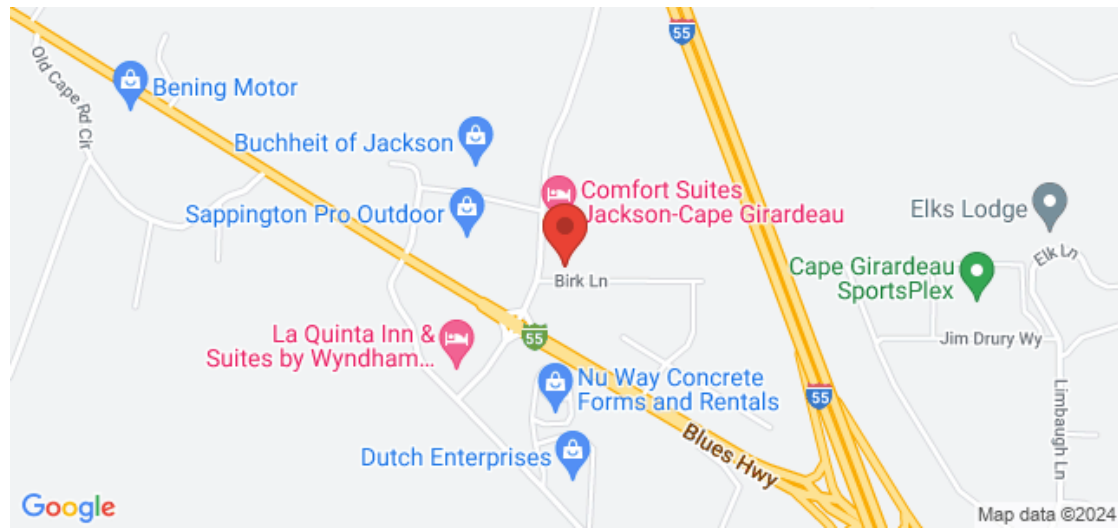 55
Old Cape Rd Cir
Bening Motor
Buchheit of Jackson
Comfort Suites
Jackson-Cape Girardeau
Elks Lodge
Sappington Pro Outdoor
Elk Ln
Cape Girardeau
SportsPlex
Birk Ln
La Quinta Inn &
Suites by Wyndham...
55
Jim Drury Wy
Nu Way Concrete
Forms and Rentals
55
Limbaugh Ln
Blues Hwy
Dutch Enterprises
Google
Map data ©2024